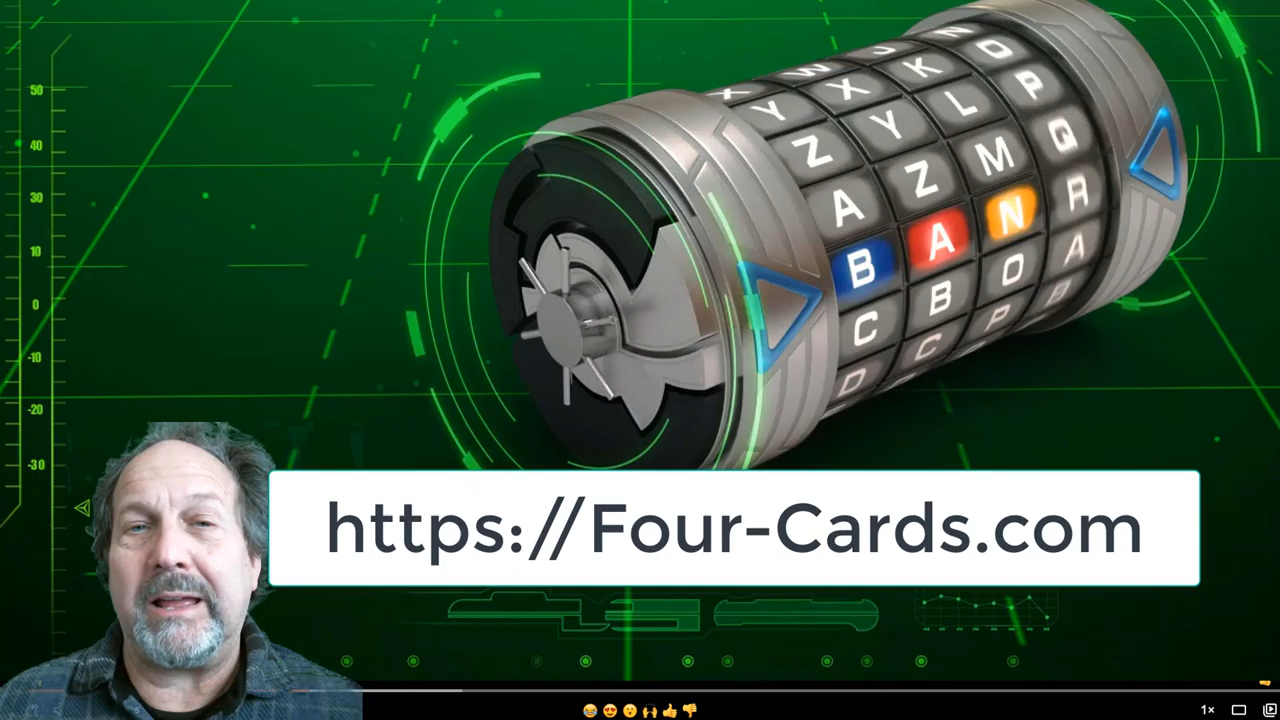 50
40
30
10
0
-10
-20
-30
X W J N
Y X K O
Z Y L P
A Z M Q
B A N R
C B O A
D C P B
https://Four-Cards.com
1×